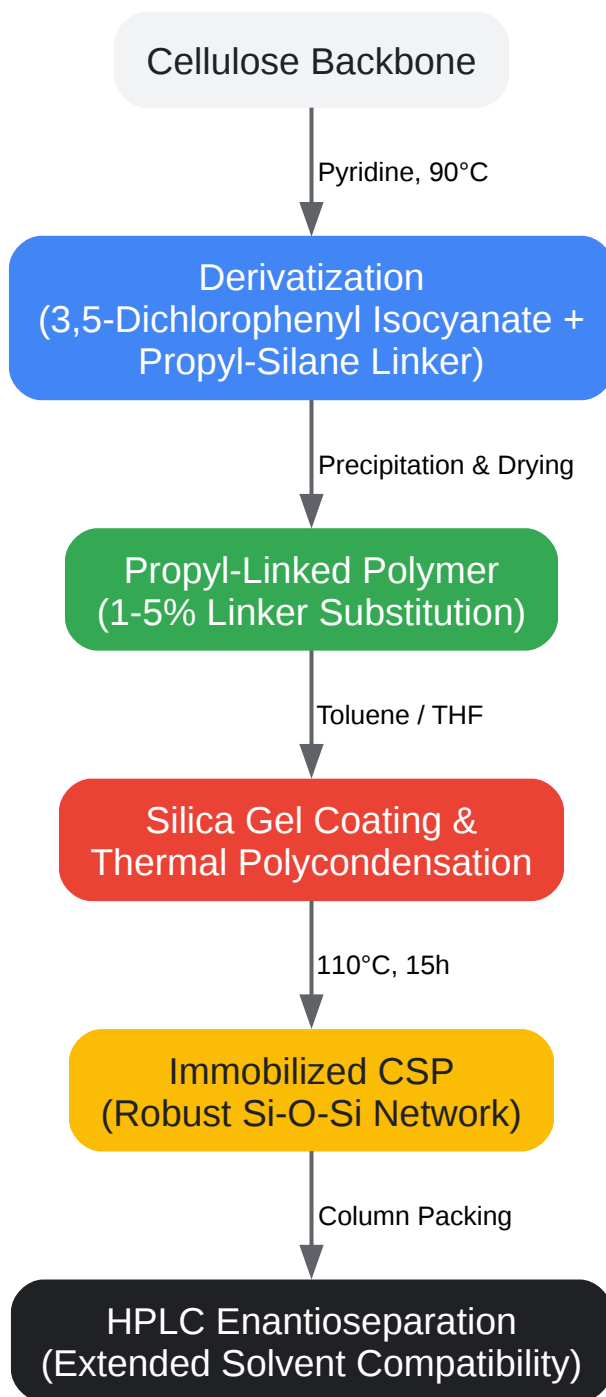 Cellulose Backbone
Pyridine, 90°C
Derivatization
(3,5-Dichlorophenyl Isocyanate +
Propyl-Silane Linker)
Precipitation & Drying
Propyl-Linked Polymer
(1-5% Linker Substitution)
Toluene / THF
Silica Gel Coating &
Thermal Polycondensation
110°C, 15h
Immobilized CSP
(Robust Si-O-Si Network)
Column Packing
HPLC Enantioseparation
(Extended Solvent Compatibility)